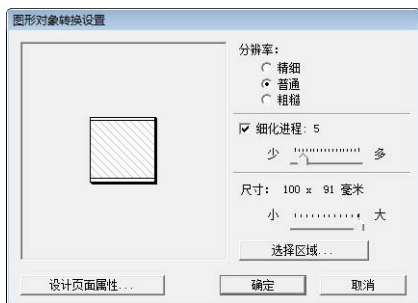 图形对象转换设置
分辨率:
精细
普通
粗糙
细化进程: 5
少 多
尺寸: 100 x 91 毫米
小 大
选择区域...
设计页面属性... 确定 取消